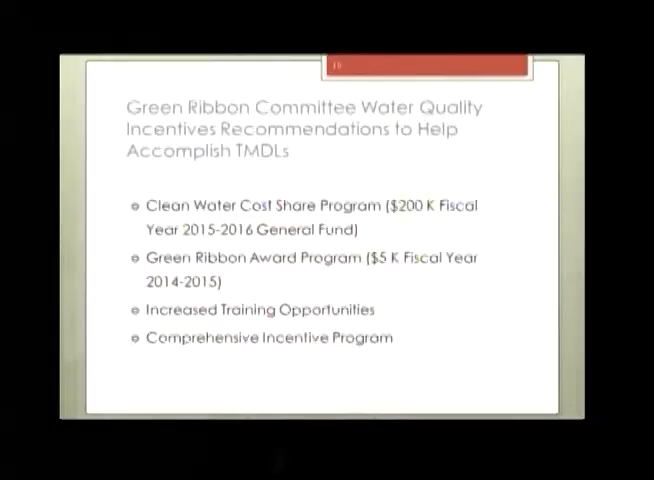 Green Ribbon Committee Water Quality
Incentives Recommendations to Help
Accomplish TMDLs
Clean Water Cost Share Program ($200 K Fiscal
Year 2015-2016 General Fund)
Green Ribbon Award Program ($5 K Fiscal Year
2014-2015)
Increased Training Opportunities
Comprehensive Incentive Program